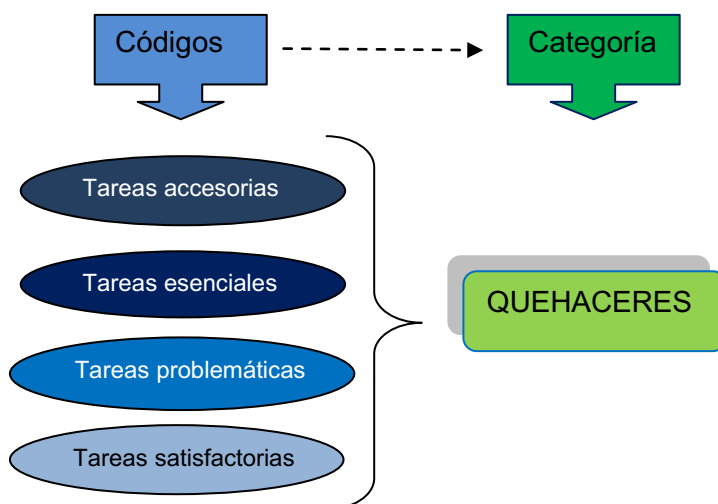 Códigos
Categoría
Tareas accesorias
Tareas esenciales
QUEHACERES
Tareas problemáticas
Tareas satisfactorias